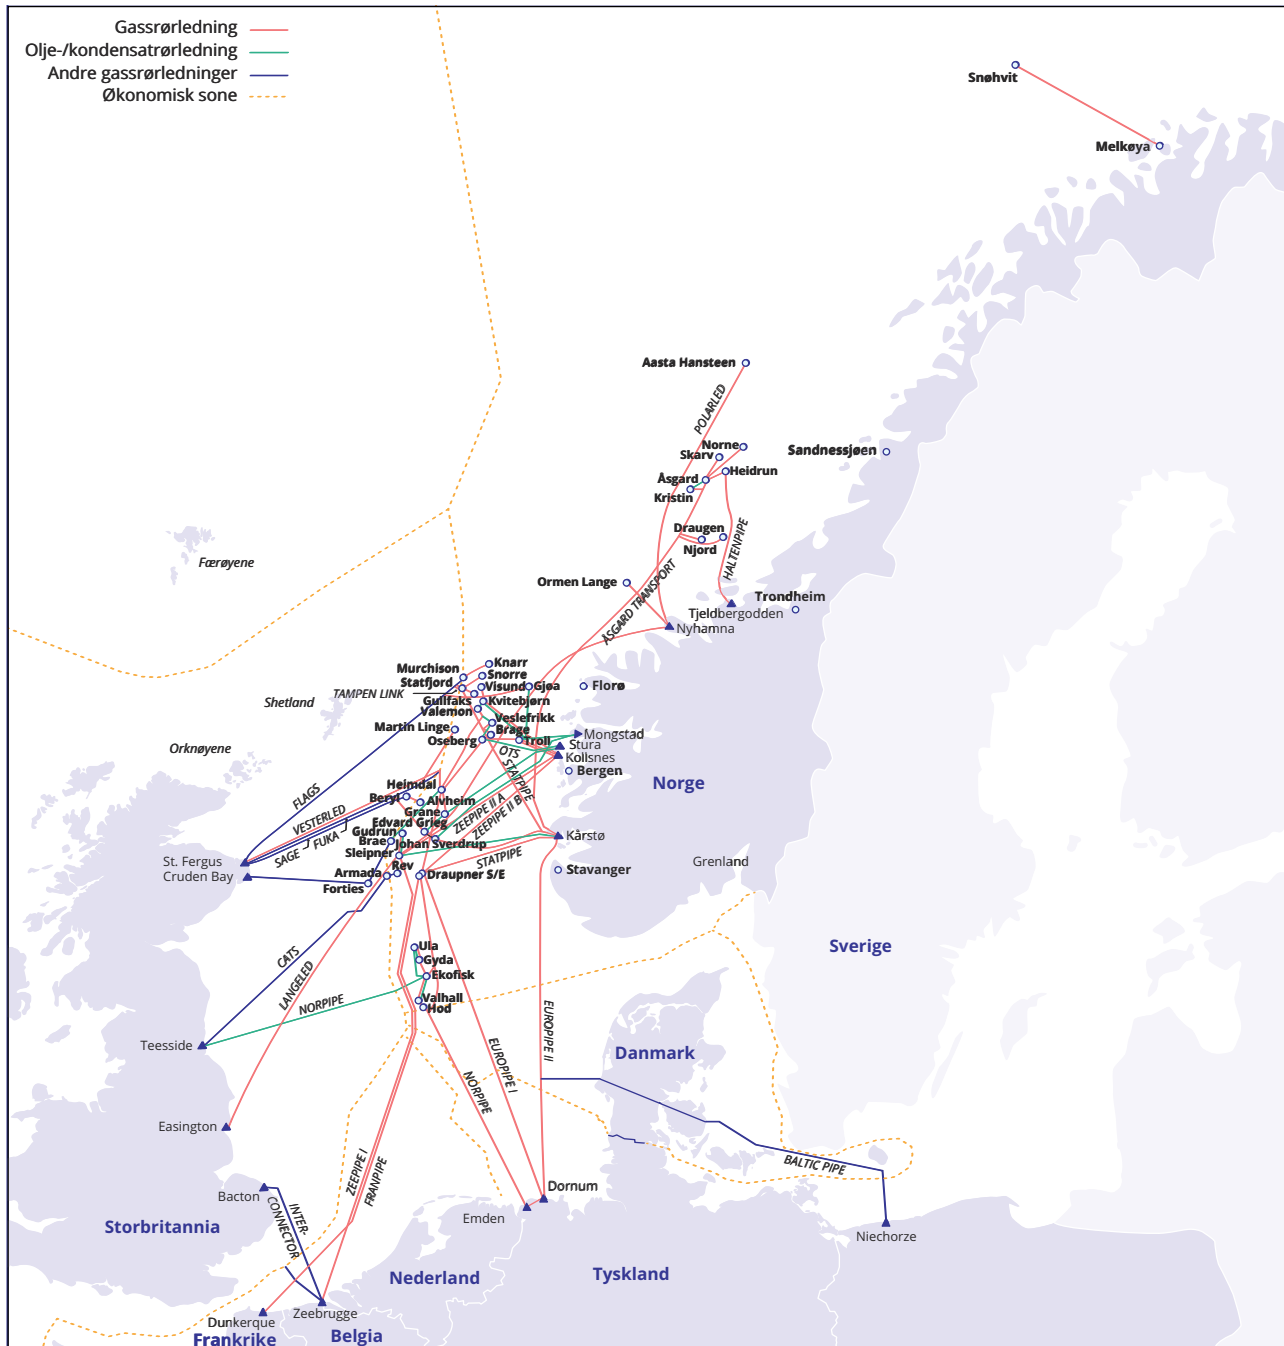 Gassrørledning
Olje-/kondensatrørledning
Andre gassrørledninger
Økonomisk sone
Snøhvit
Melkøya
Aasta Hansteen
POLARLED
Norne
Skarv
Sandnessjøen
Heidrun
Åsgard
Kristin
Draugen
Njord
HALTENPIPE
Færøyene
Ormen Lange
ÅSGARD TRANSPORT
Trondheim
Tjeldbergodden
Nyhamna
Knarr
Murchison
Snorre
Statfjord
Visund
Gjøa
Florø
TAMPEN LINK
Shetland
Gullfaks
Kvitebjørn
Valemon
Veslefrikk
Martin Linge
Brage
Mongstad
Oseberg
Troll
Stura
Orknøyene
OTS
Kollsnes
STATPIPE
Bergen
Norge
Heimdal
FLAGS
Beryl
Alvheim
VESTERLED
Grane
ZEEPIPE II A
ZEEPIPE II B
Edvard Grieg
Gudrun
Kårstø
SAGE
FUKA
Brae
Johan Sverdrup
Sleipner
STATPIPE
St. Fergus
Rev
Grenland
Cruden Bay
Armada
Draupner S/E
Stavanger
Forties
Ula
Sverige
CATS
Gyda
LANGELED
Ekofisk
NORPIPE
Valhall
Hod
EUROPIPE II
Teesside
EUROPIPE I
Danmark
NORPIPE
Easington
ZEEPIPE I
FRANPIPE
BALTIC PIPE
Dornum
Bacton
INTER-
CONNECTOR
Emden
Storbritannia
Niechorze
Nederland
Tyskland
Zeebrugge
Dunkerque
Frankrike
Belgia